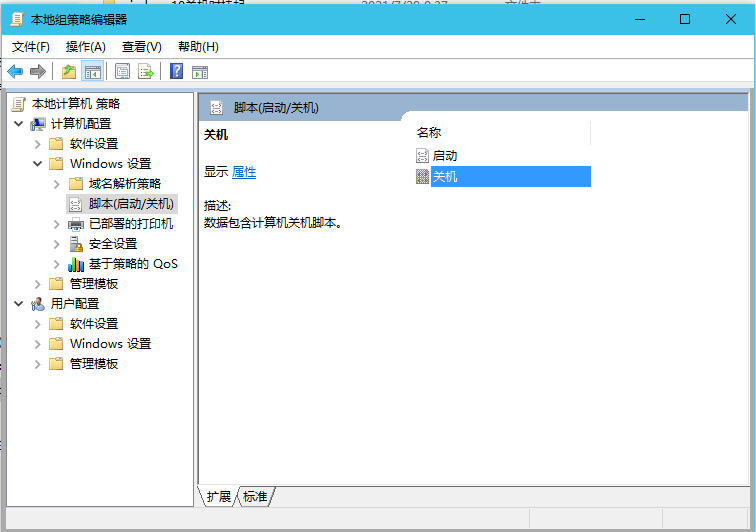 本地组策略编辑器
文件(F) 操作(A) 查看(V) 帮助(H)
本地计算机 策略
计算机配置
软件设置
Windows 设置
域名解析策略
脚本(启动/关机)
已部署的打印机
安全设置
基于策略的 QoS
管理模板
用户配置
软件设置
Windows 设置
管理模板
脚本(启动/关机)
关机
显示 属性
描述:
数据包含计算机关机脚本。
名称
启动
关机
扩展 标准